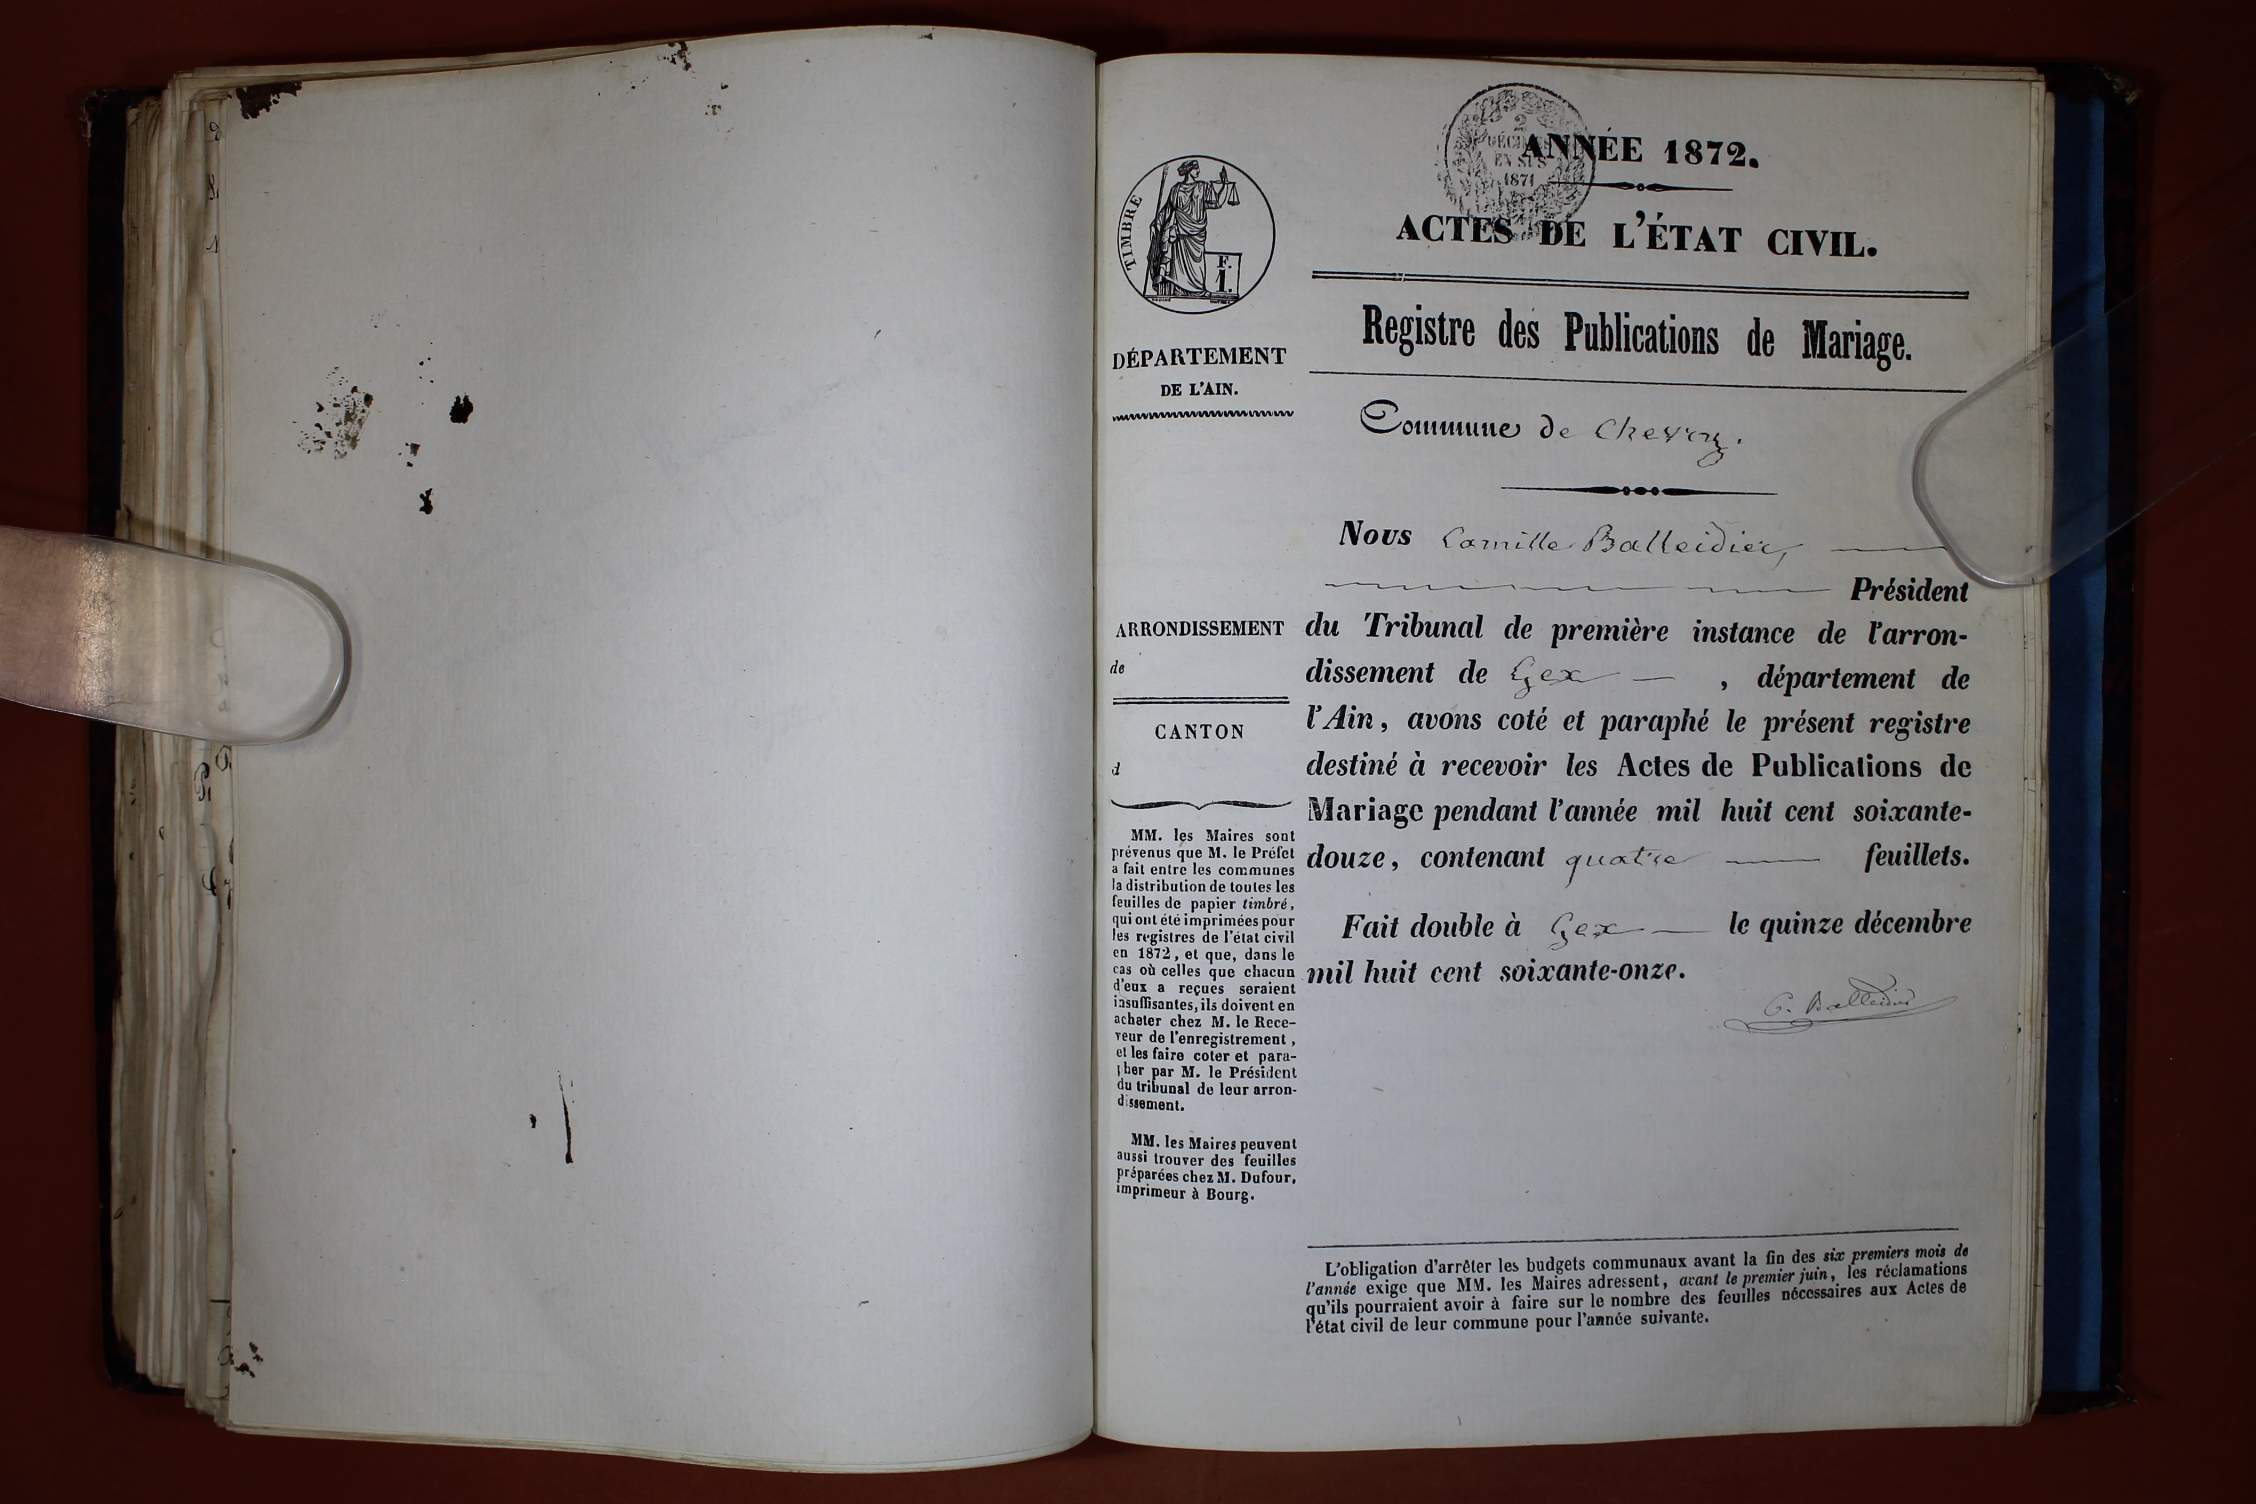 2
DÉCIMES
EN SUS
1871
ANNÉE 1872.
ACTES DE L'ÉTAT CIVIL.
Registre des Publications de Mariage.
Commune de Chevry.
TIMBRE
F.
1.
DÉPARTEMENT
DE L'AIN.
ARRONDISSEMENT
de
CANTON
d
MM. les Maires sont
prévenus que M. le Préfet
a fait entre les communes
la distribution de toutes les
feuilles de papier timbré,
qui ont été imprimées pour
les registres de l'état civil
en 1872, et que, dans le
cas où celles que chacun
d'eux a reçues seraient
insuffisantes, ils doivent en
acheter chez M. le Rece-
veur de l'enregistrement,
et les faire coter et para-
pher par M. le Président
du tribunal de leur arron-
dissement.
MM. les Maires peuvent
aussi trouver des feuilles
préparées chez M. Dufour,
imprimeur à Bourg.
Nous Camille Balleidier,
Président
du Tribunal de première instance de l'arron-
dissement de Gex, département de
l'Ain, avons coté et paraphé le présent registre
destiné à recevoir les Actes de Publications de
Mariage pendant l'année mil huit cent soixante-
douze, contenant quatre feuillets.
Fait double à Gex le quinze décembre
mil huit cent soixante-onze.
C. Balleidier
L'obligation d'arrêter les budgets communaux avant la fin des six premiers mois de
l'année exige que MM. les Maires adressent, avant le premier juin, les réclamations
qu'ils pourraient avoir à faire sur le nombre des feuilles nécessaires aux Actes de
l'état civil de leur commune pour l'année suivante.